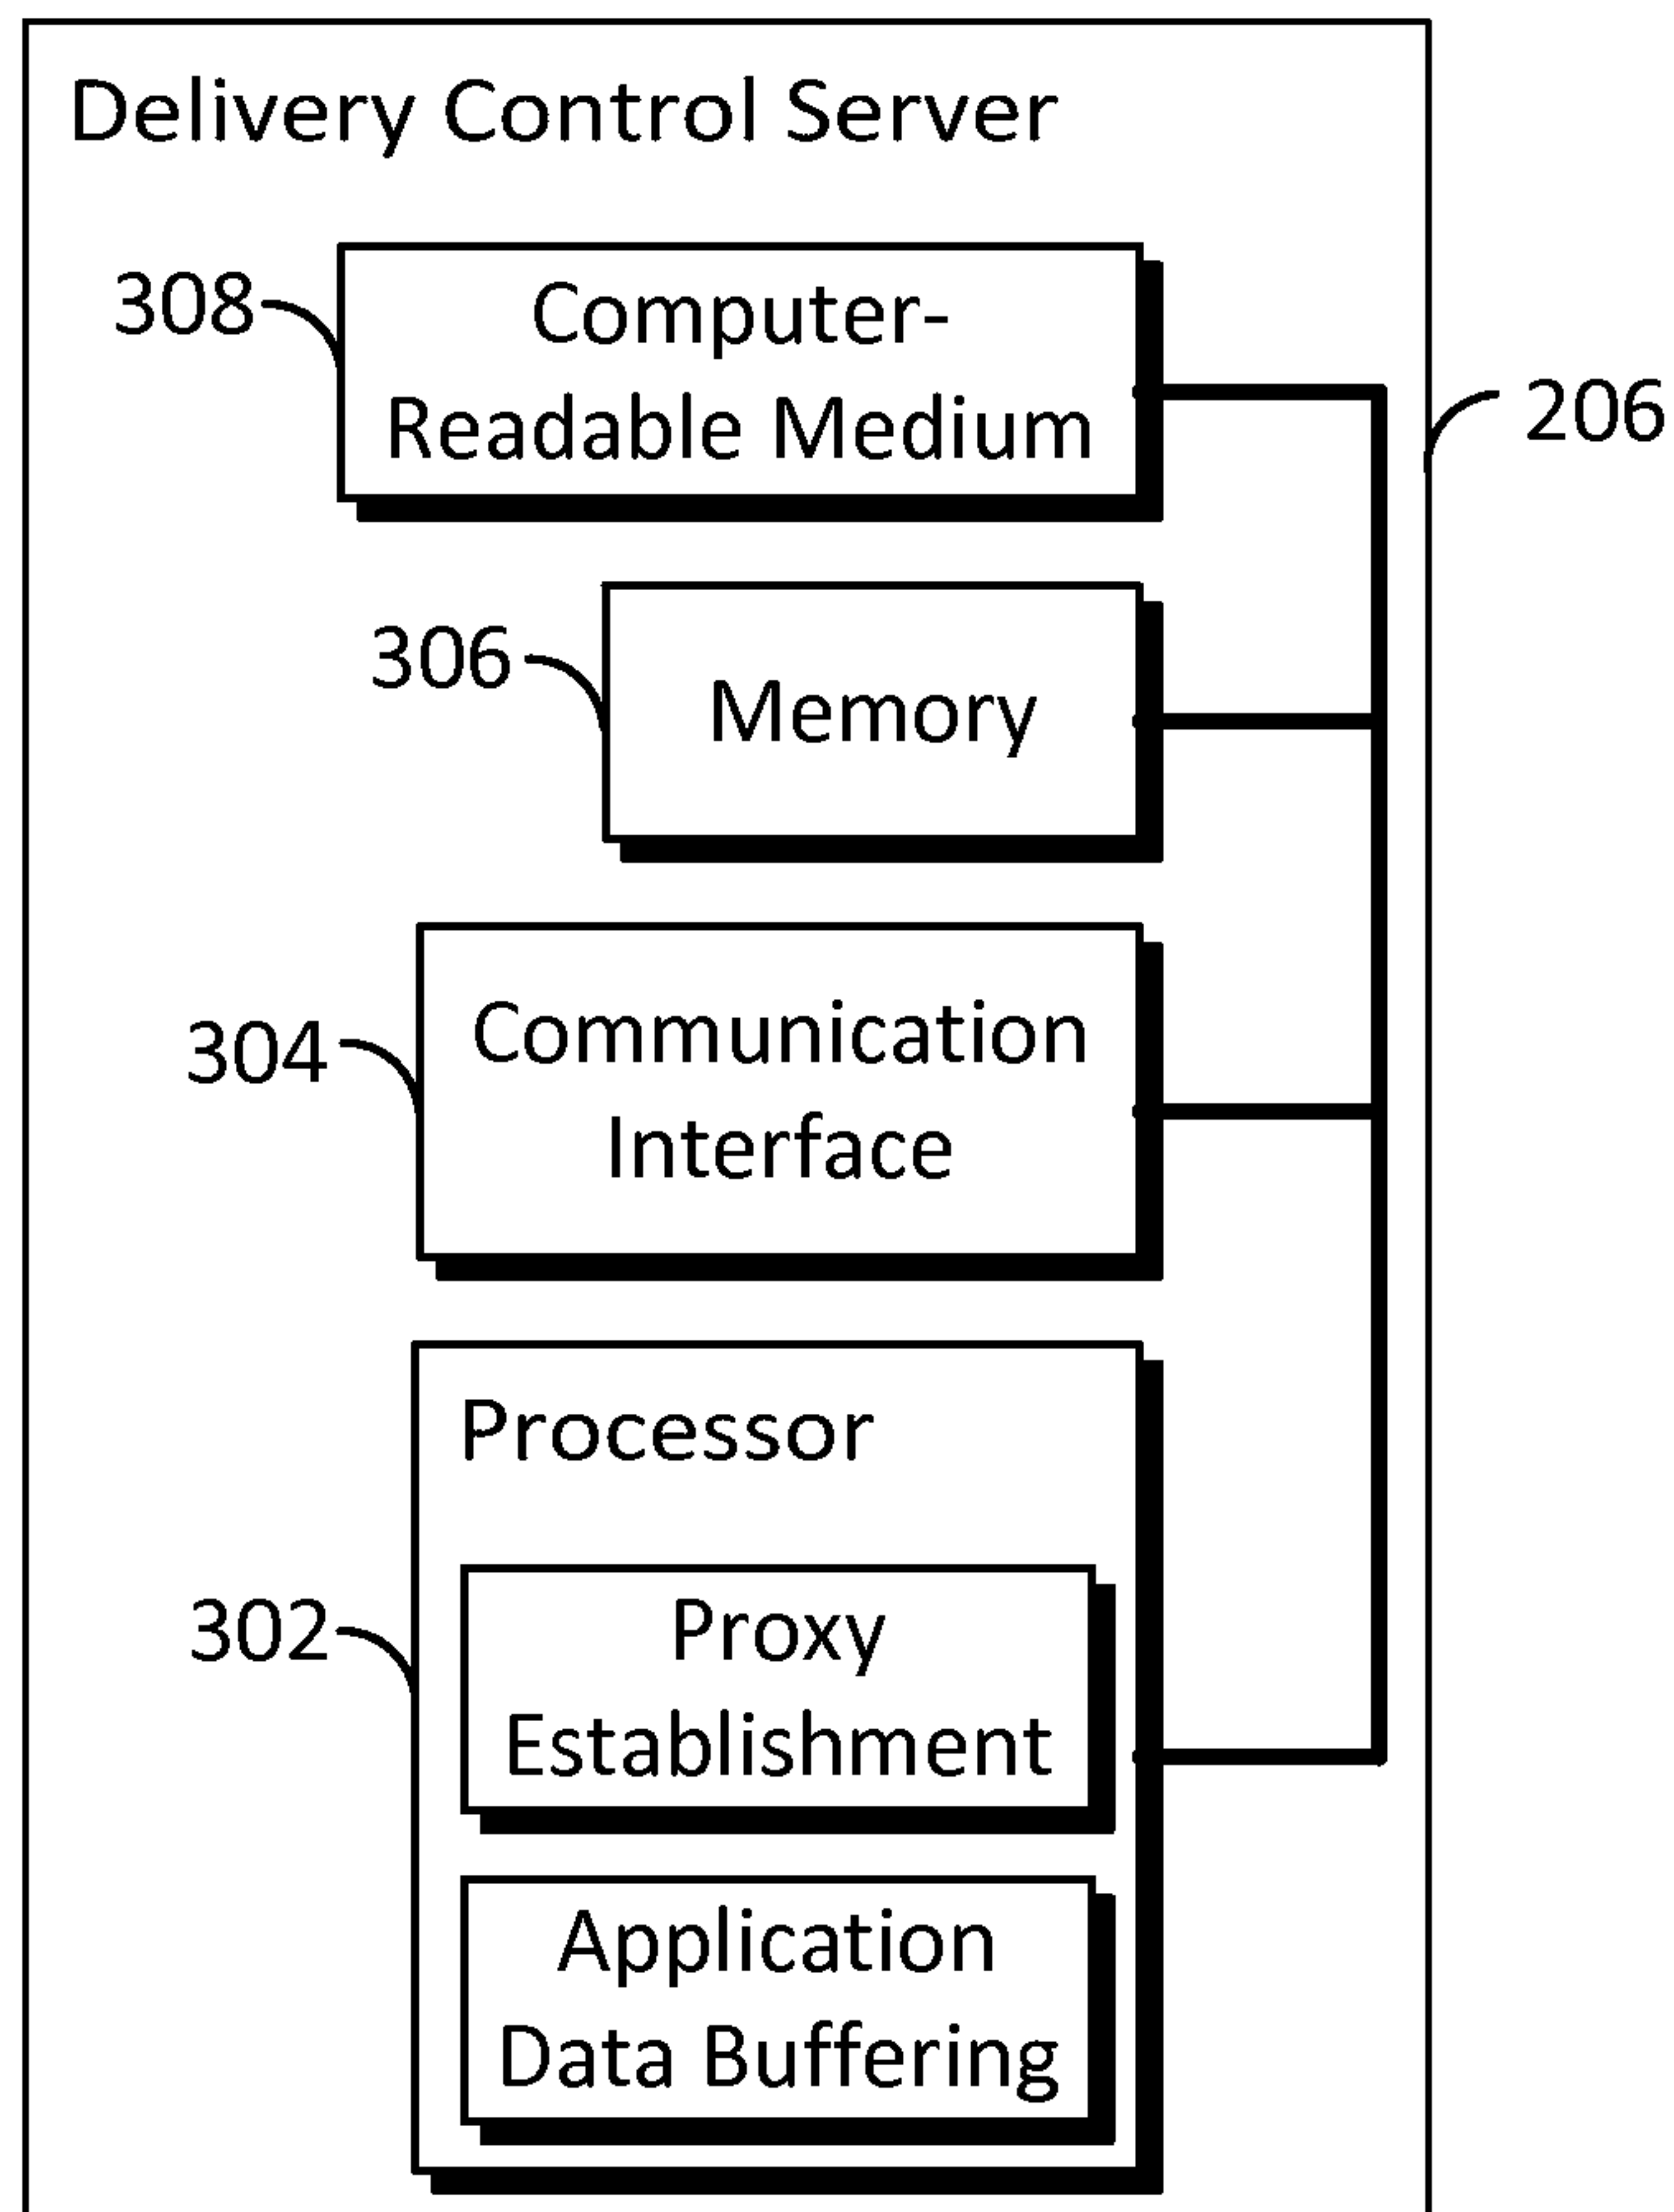 Delivery Control Server
308
Computer-
Readable Medium
206
306
Memory
304
Communication
Interface
Processor
302
Proxy
Establishment
Application
Data Buffering